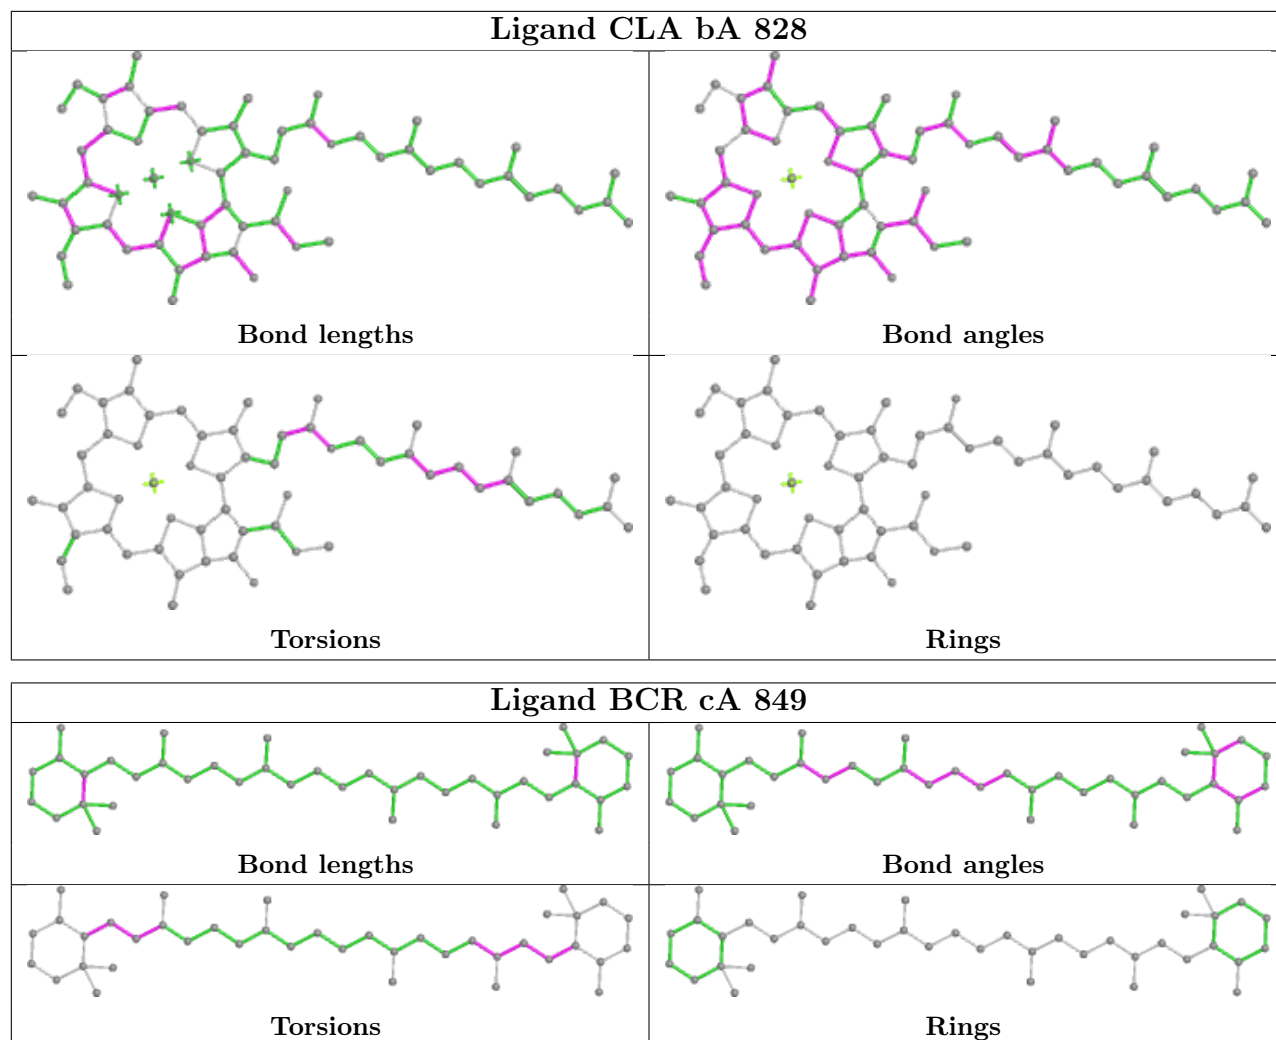 Ligand CLA bA 828
Bond lengths
Bond angles
Torsions
Rings
Ligand BCR cA 849
Bond lengths
Bond angles
Torsions
Rings